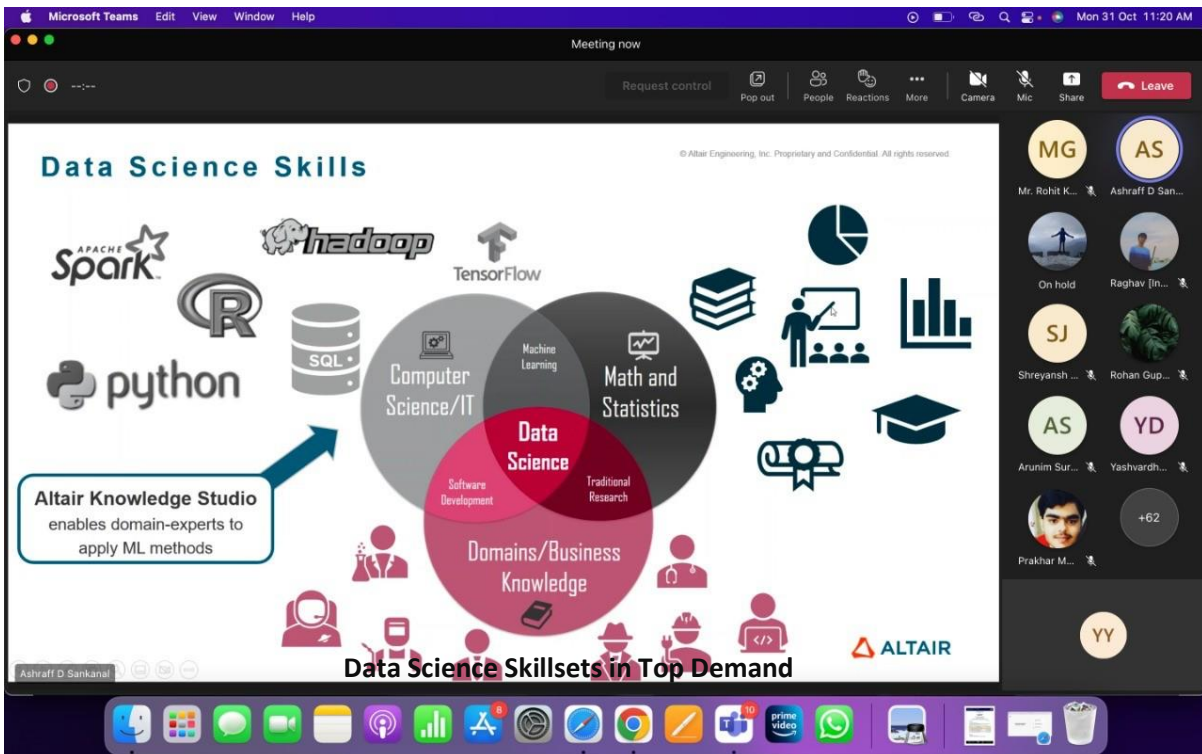 Microsoft Teams Edit View Window Help
Mon 31 Oct 11:20 AM
Meeting now
--:--
Request control
Pop out
People
Reactions
More
Camera
Mic
Share
Leave
Data Science Skills
© Altair Engineering, Inc. Proprietary and Confidential. All rights reserved
APACHE
Spark
hadoop
TensorFlow
R
SQL
python
Computer
Science/IT
Machine
Learning
Math and
Statistics
Data
Science
Software
Development
Traditional
Research
Domains/Business
Knowledge
Altair Knowledge Studio
enables domain-experts to
apply ML methods
</>
ALTAIR
Data Science Skillsets in Top Demand
Ashraff D Sankanal
MG
Mr. Rohit K...
AS
Ashraff D San...
On hold
Raghav [In...
SJ
Shreyansh ...
Rohan Gup...
AS
Arunim Sur...
YD
Yashvardh...
Prakhar M...
+62
YY
8
10
prime
video